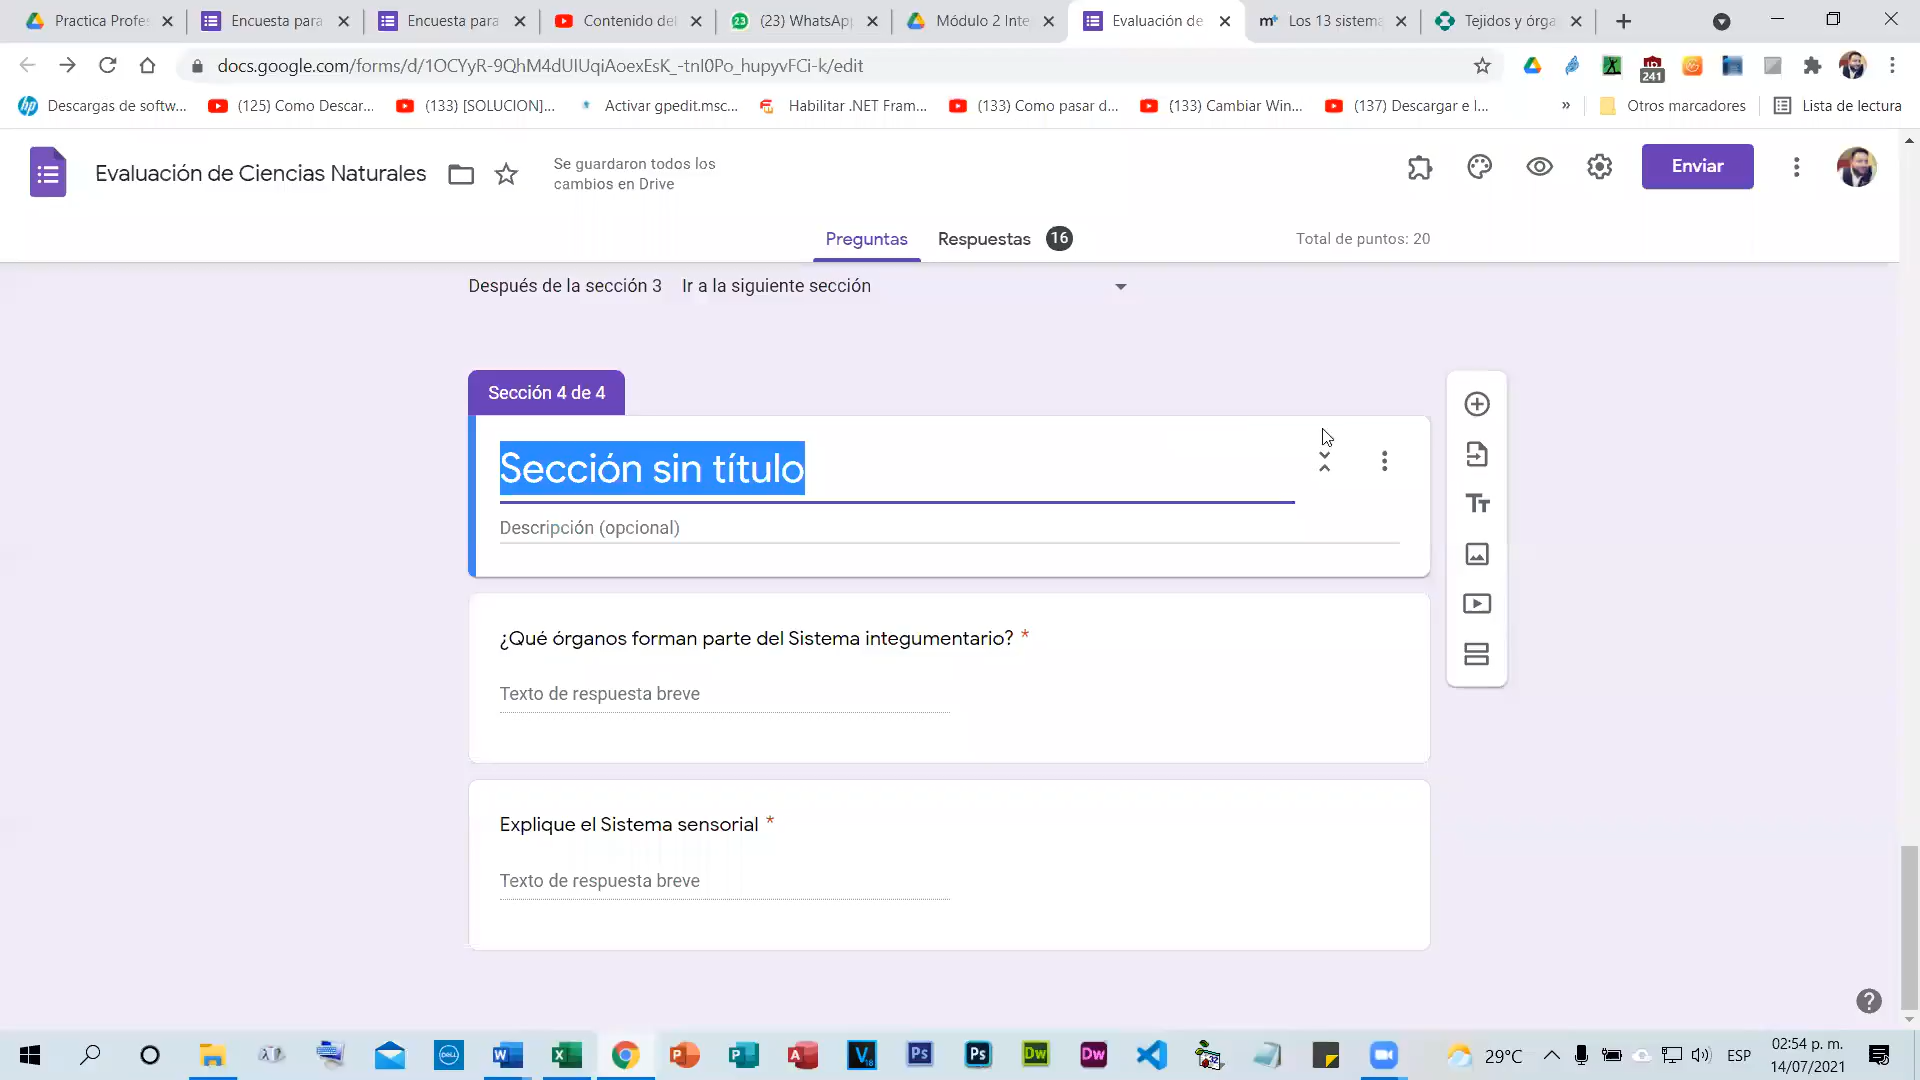 Practica Profes
Encuesta para
Encuesta para
Contenido del
23
(23) WhatsApp
Módulo 2 Inte
Evaluación de
Los 13 sistema
Tejidos y órga
docs.google.com/forms/d/1OCYyR-9QhM4dUIUqiAoexEsK_-tnI0Po_hupyvFCi-k/edit
241
Descargas de softw...
(125) Como Descar...
(133) [SOLUCION]...
Activar gpedit.msc...
Habilitar .NET Fram...
(133) Como pasar d...
(133) Cambiar Win...
(137) Descargar e I...
»
Otros marcadores
Lista de lectura
Evaluación de Ciencias Naturales
Se guardaron todos los
cambios en Drive
Enviar
Preguntas
Respuestas
16
Total de puntos: 20
Después de la sección 3
Ir a la siguiente sección
Sección 4 de 4
Sección sin título
Descripción (opcional)
¿Qué órganos forman parte del Sistema integumentario? *
Texto de respuesta breve
Explique el Sistema sensorial *
Texto de respuesta breve
29°C
ESP
02:54 p. m.
14/07/2021